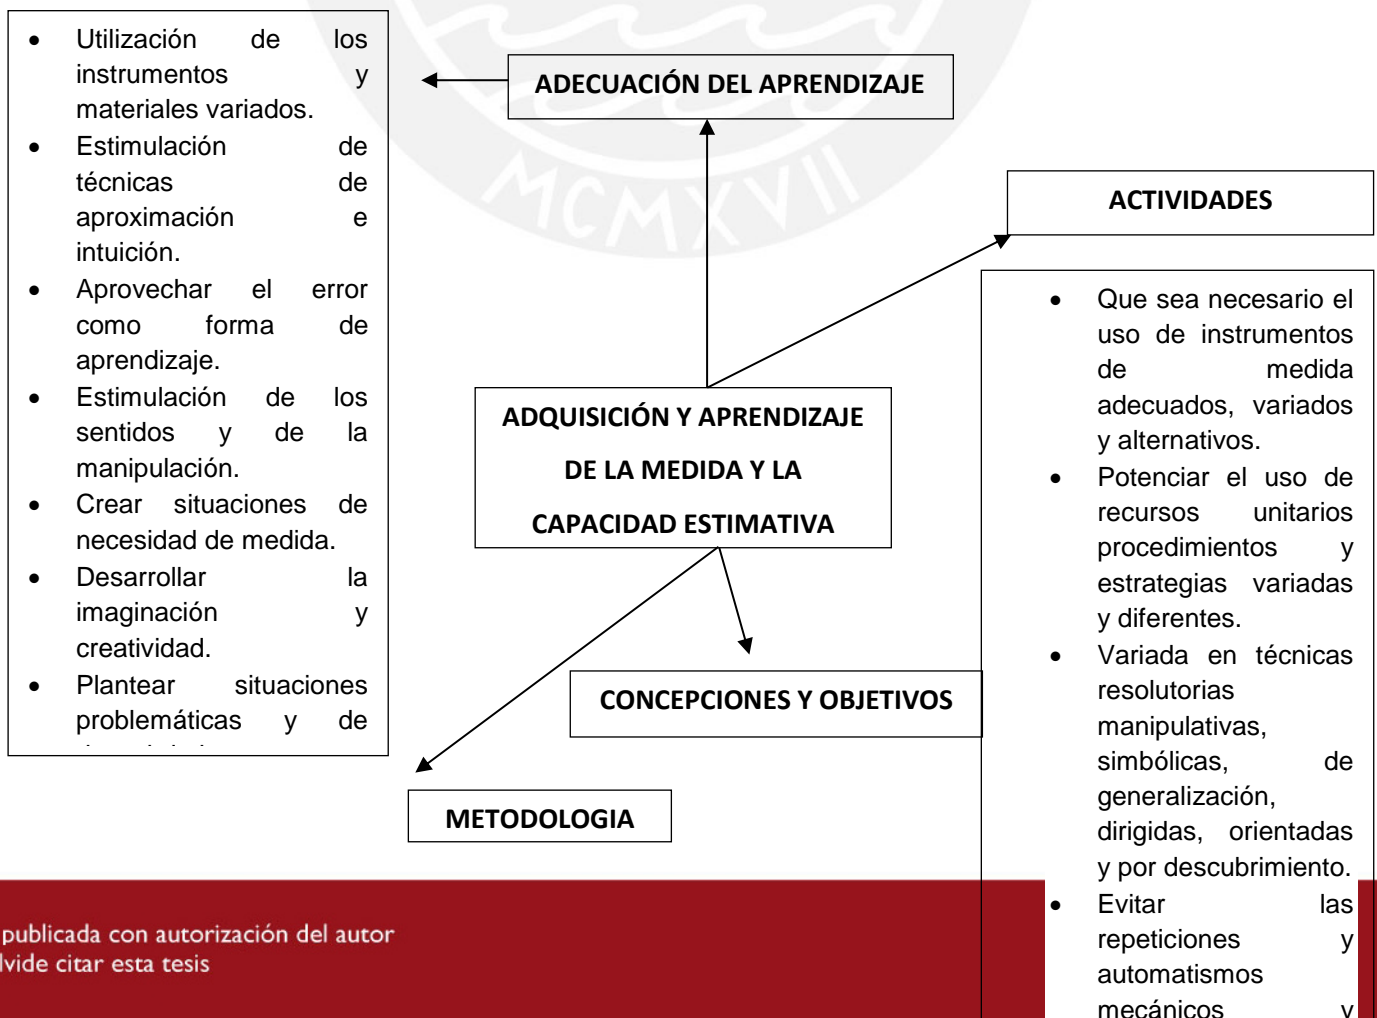 • Utilización de los
instrumentos y
materiales variados.
• Estimulación de
técnicas de
aproximación e
intuición.
• Aprovechar el error
como forma de
aprendizaje.
• Estimulación de los
sentidos y de la
manipulación.
• Crear situaciones de
necesidad de medida.
• Desarrollar la
imaginación y
creatividad.
• Plantear situaciones
problemáticas y de
ADECUACIÓN DEL APRENDIZAJE
MCMXVII
ACTIVIDADES
• Que sea necesario el
uso de instrumentos
de medida
adecuados, variados
y alternativos.
• Potenciar el uso de
recursos unitarios
procedimientos y
estrategias variadas
y diferentes.
• Variada en técnicas
resolutorias
manipulativas,
simbólicas, de
generalización,
dirigidas, orientadas
y por descubrimiento.
• Evitar las
repeticiones y
automatismos
mecánicos y
ADQUISICIÓN Y APRENDIZAJE
DE LA MEDIDA Y LA
CAPACIDAD ESTIMATIVA
CONCEPCIONES Y OBJETIVOS
METODOLOGIA
publicada con autorización del autor
lvide citar esta tesis